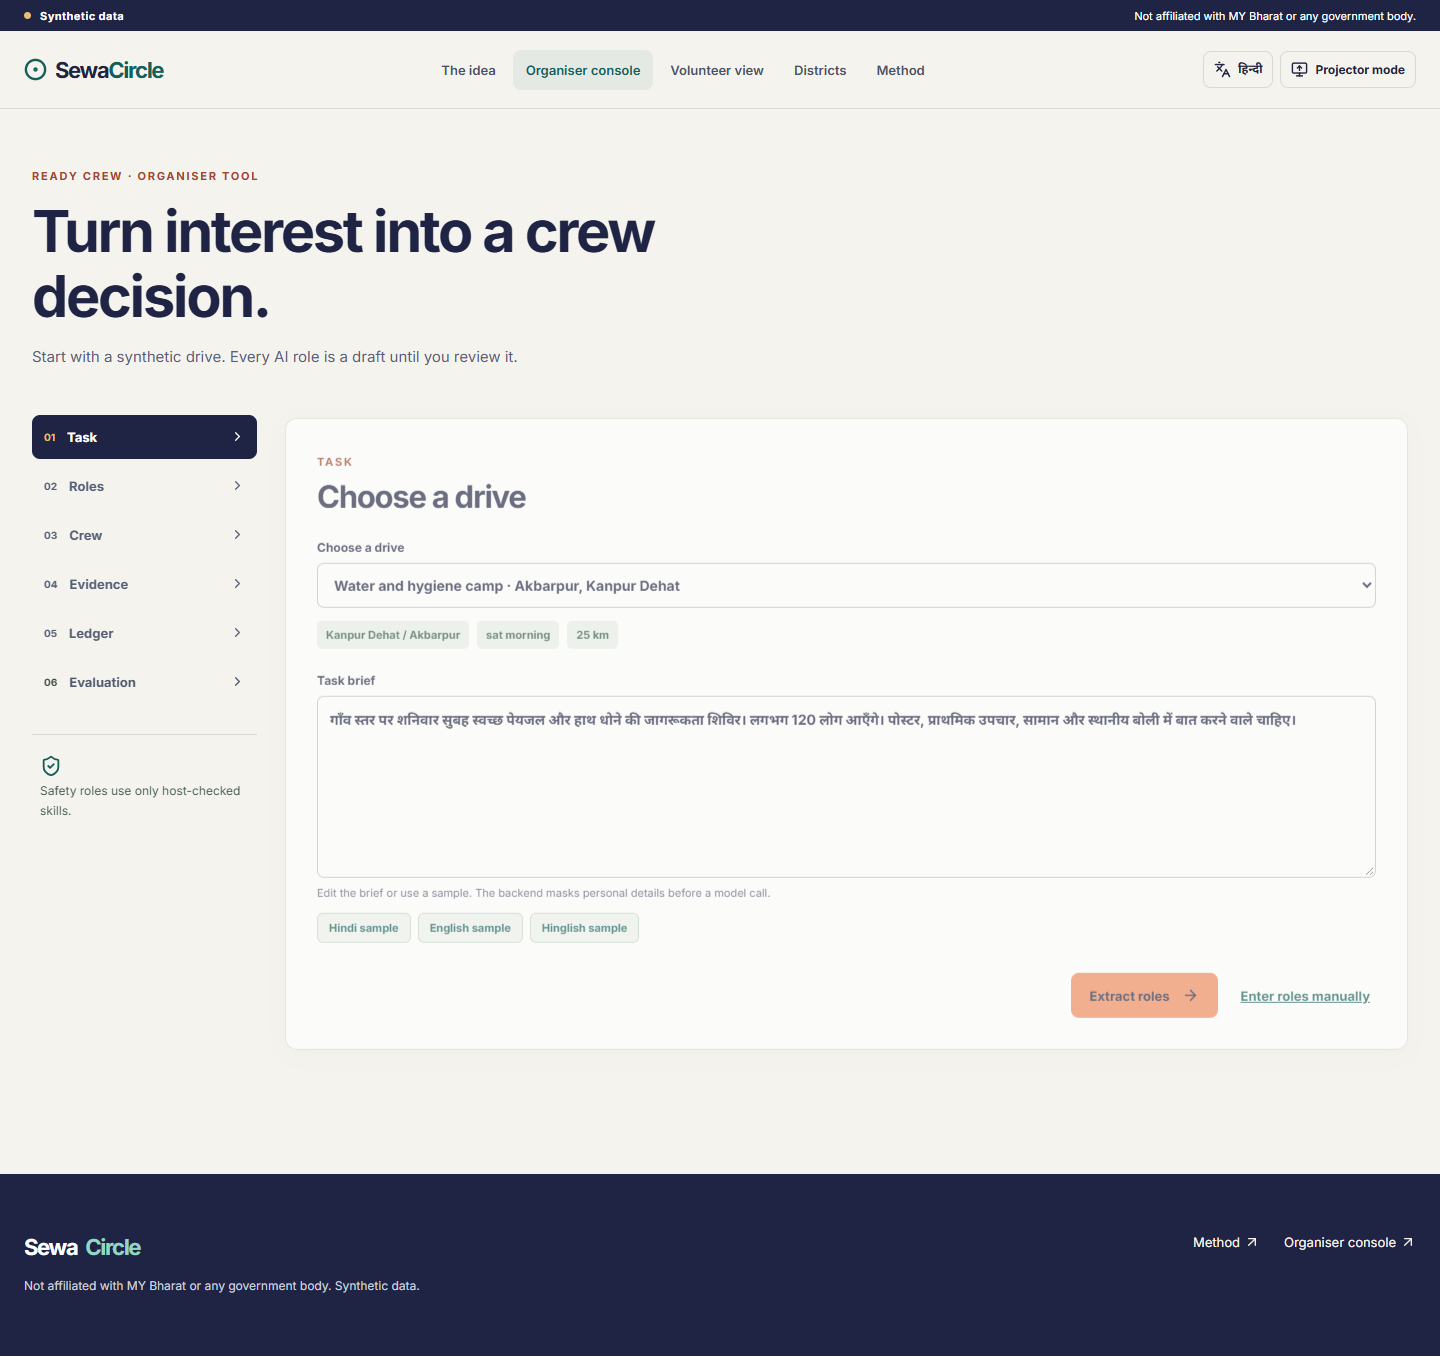 Synthetic data
Not affiliated with MY Bharat or any government body.
SewaCircle
The idea
Organiser console
Volunteer view
Districts
Method
हिन्दी
Projector mode
READY CREW · ORGANISER TOOL
Turn interest into a crew
decision.
Start with a synthetic drive. Every AI role is a draft until you review it.
01 Task
02 Roles
03 Crew
04 Evidence
05 Ledger
06 Evaluation
Safety roles use only host-checked
skills.
TASK
Choose a drive
Choose a drive
Water and hygiene camp · Akbarpur, Kanpur Dehat
Kanpur Dehat / Akbarpur
sat morning
25 km
Task brief
गाँव स्तर पर शनिवार सुबह स्वच्छ पेयजल और हाथ धोने की जागरूकता शिविर। लगभग 120 लोग आएँगे। पोस्टर, प्राथमिक उपचार, सामान और स्थानीय बोली में बात करने वाले चाहिए।
Edit the brief or use a sample. The backend masks personal details before a model call.
Hindi sample
English sample
Hinglish sample
Extract roles
Enter roles manually
Sewa Circle
Method
Organiser console
Not affiliated with MY Bharat or any government body. Synthetic data.